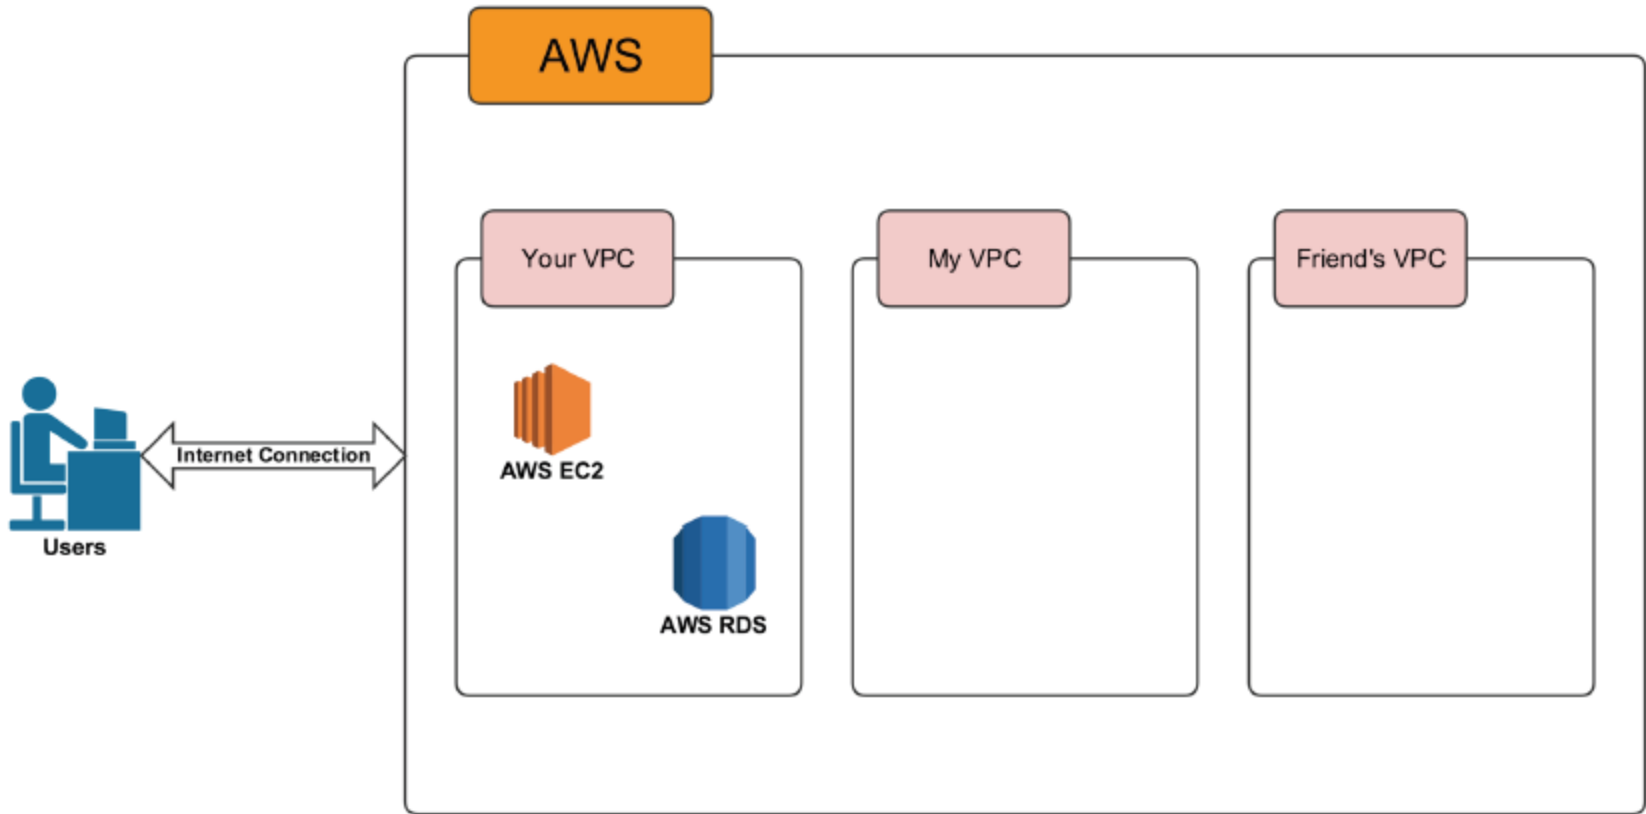 AWS
Your VPC
My VPC
Friend's VPC
AWS EC2
Internet Connection
Users
AWS RDS